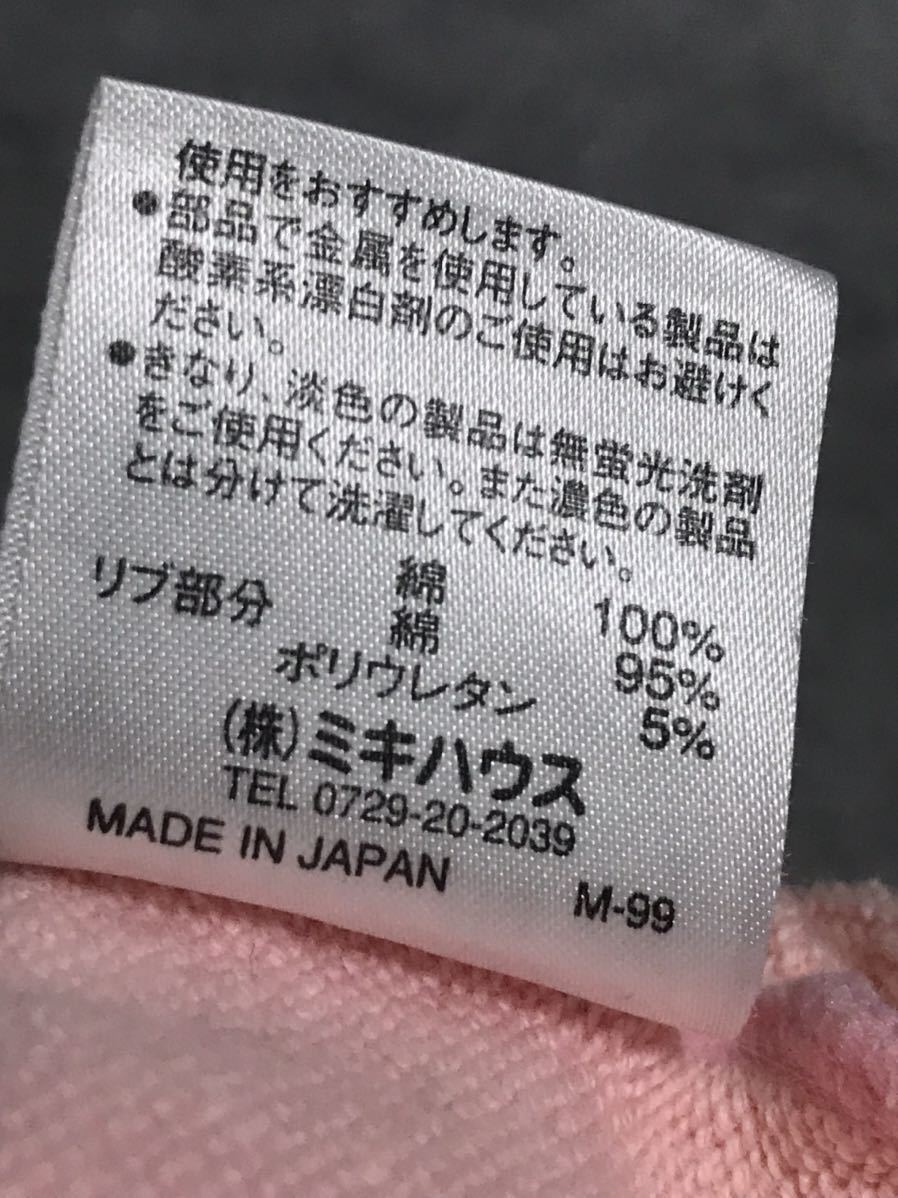 使用をおすすめします。
●部品で金属を使用している製品は
酸素系漂白剤のご使用はお避けく
ださい。
●きなり、淡色の製品は無蛍光洗剤
をご使用ください。また濃色の製品
とは分けて洗濯してください。
綿 100%
リブ部分 綿 95%
ポリウレタン 5%
(株)ミキハウス
TEL 0729-20-2039
MADE IN JAPAN M-99